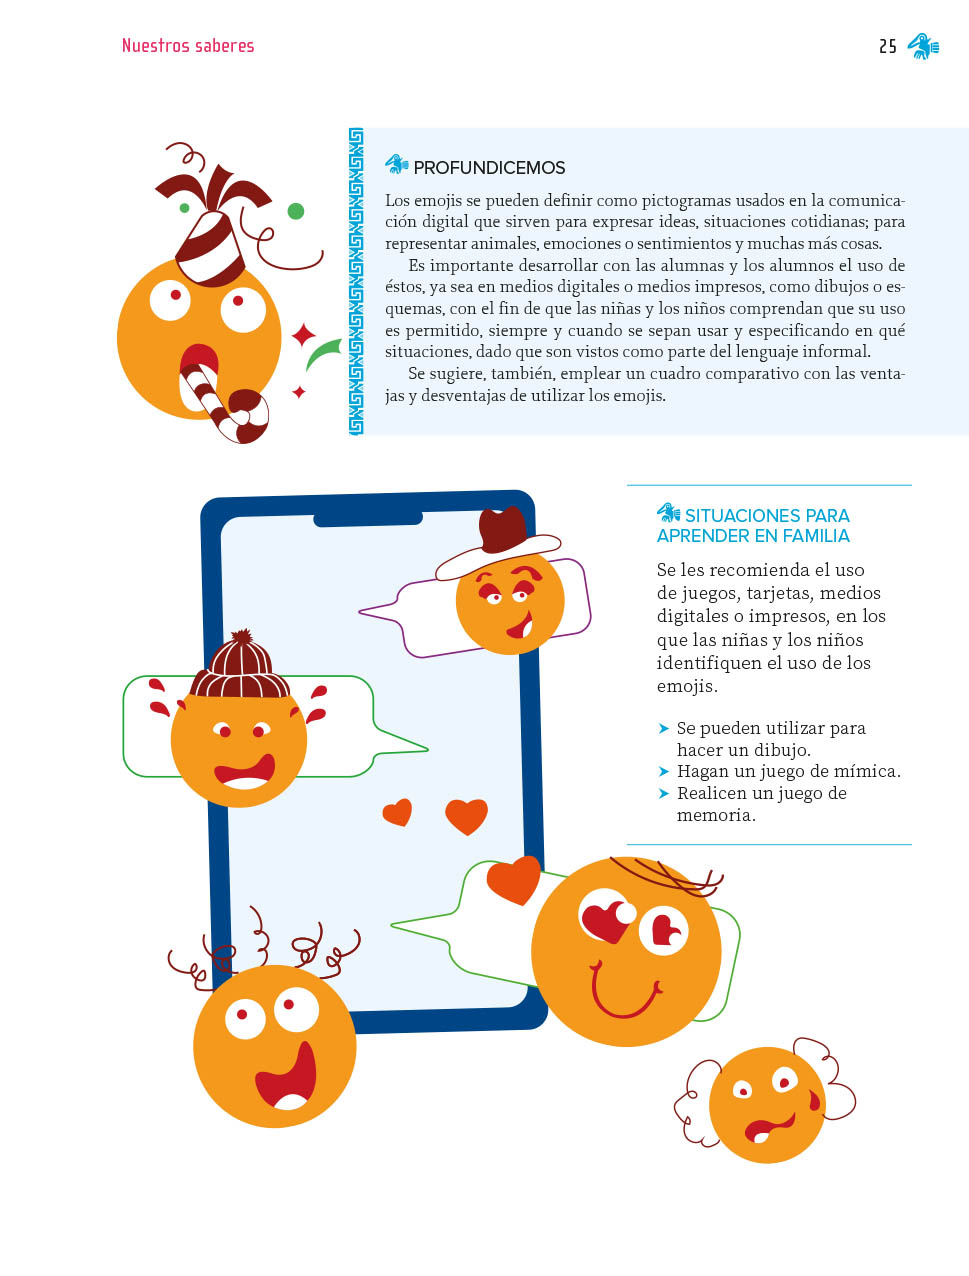 Nuestros saberes
25
PROFUNDICEMOS
Los emojis se pueden definir como pictogramas usados en la comunica-
ción digital que sirven para expresar ideas, situaciones cotidianas; para
representar animales, emociones o sentimientos y muchas más cosas.
Es importante desarrollar con las alumnas y los alumnos el uso de
éstos, ya sea en medios digitales o medios impresos, como dibujos o es-
quemas, con el fin de que las niñas y los niños comprendan que su uso
es permitido, siempre y cuando se sepan usar y especificando en qué
situaciones, dado que son vistos como parte del lenguaje informal.
Se sugiere, también, emplear un cuadro comparativo con las venta-
jas y desventajas de utilizar los emojis.
SITUACIONES PARA
APRENDER EN FAMILIA
Se les recomienda el uso
de juegos, tarjetas, medios
digitales o impresos, en los
que las niñas y los niños
identifiquen el uso de los
emojis.
➤ Se pueden utilizar para
hacer un dibujo.
➤ Hagan un juego de mímica.
➤ Realicen un juego de
memoria.